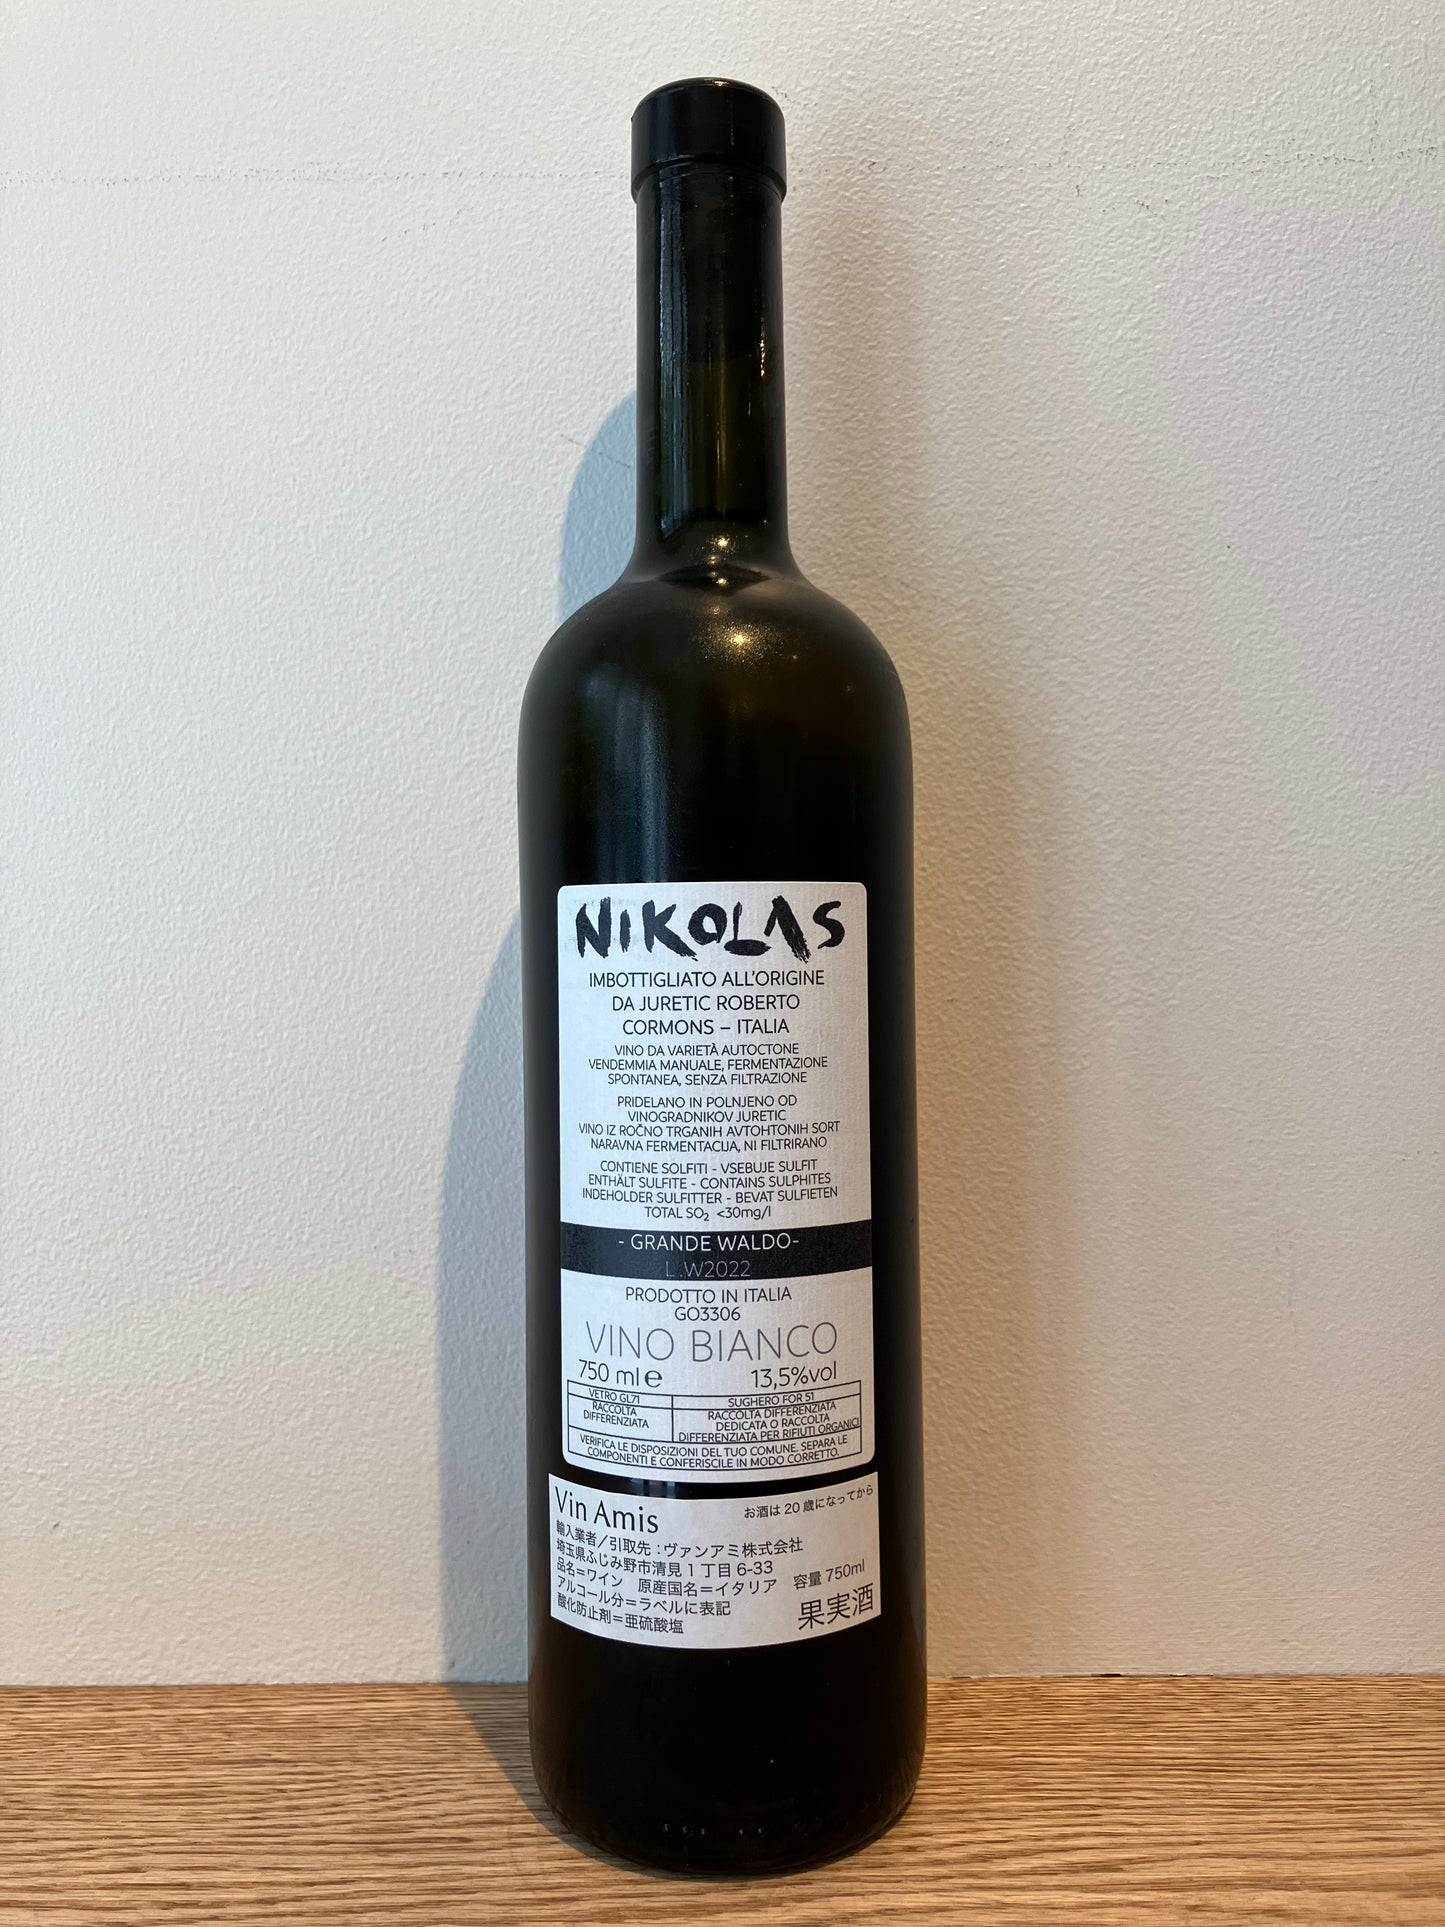 NIKOLAS
IMBOTTIGLIATO ALL'ORIGINE
DA JURETIC ROBERTO
CORMONS – ITALIA
VINO DA VARIETÀ AUTOCTONE
VENDEMMIA MANUALE, FERMENTAZIONE
SPONTANEA, SENZA FILTRAZIONE
PRIDELANO IN POLNJENO OD
VINOGRADNIKOV JURETIC
VINO IZ ROČNO TRGANIH AVTOHTONIH SORT
NARAVNA FERMENTACIJA, NI FILTRIRANO
CONTIENE SOLFITI - VSEBUJE SULFIT
ENTHÄLT SULFITE - CONTAINS SULPHITES
INDEHOLDER SULFITTER - BEVAT SULFIETEN
TOTAL SO₂ <30mg/l
- GRANDE WALDO-
L.W2022
PRODOTTO IN ITALIA
GO3306
VINO BIANCO
750 ml e 13,5%vol
VETRO GL71
RACCOLTA
DIFFERENZIATA
SUGHERO FOR 51
RACCOLTA DIFFERENZIATA
DEDICATA O RACCOLTA
DIFFERENZIATA PER RIFIUTI ORGANICI
VERIFICA LE DISPOSIZIONI DEL TUO COMUNE. SEPARA LE
COMPONENTI E CONFERISCILE IN MODO CORRETTO.
Vin Amis お酒は20歳になってから
輸入業者／引取先：ヴァンアミ株式会社
埼玉県ふじみ野市清見1丁目6-33
品名＝ワイン 原産国名＝イタリア 容量 750ml
アルコール分＝ラベルに表記
酸化防止剤＝亜硫酸塩 果実酒